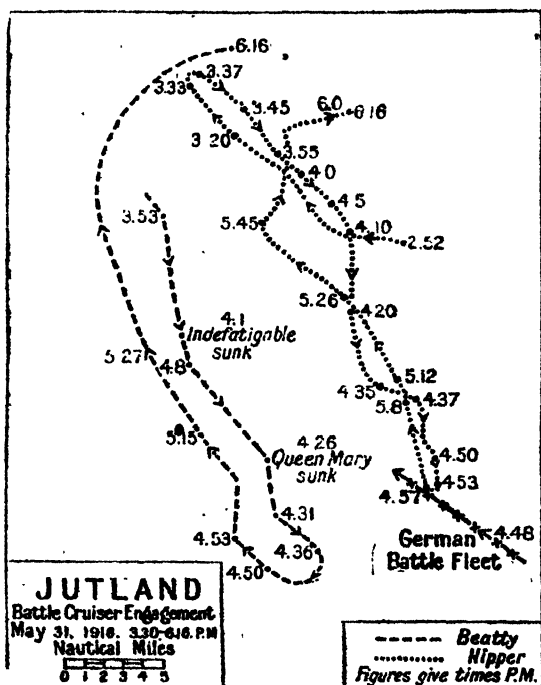 6.16
3.37
3.33
3.45
6.0
6.16
3.20
3.55
4.0
4.5
3.53
5.45
4.10
2.52
5.26
4.20
4.1
Indefatigable
sunk
5.27
4.8
5.12
4.35
5.8
4.37
5.15
4.26
Queen Mary
sunk
4.50
4.53
4.57
4.31
4.53
4.36
4.48
German
Battle Fleet
4.50
JUTLAND
Battle Cruiser Engagement
May 31, 1916. 3.30-6.16. P.M
Nautical Miles
0 1 2 3 4 5
Beatty
Hipper
Figures give times P.M.